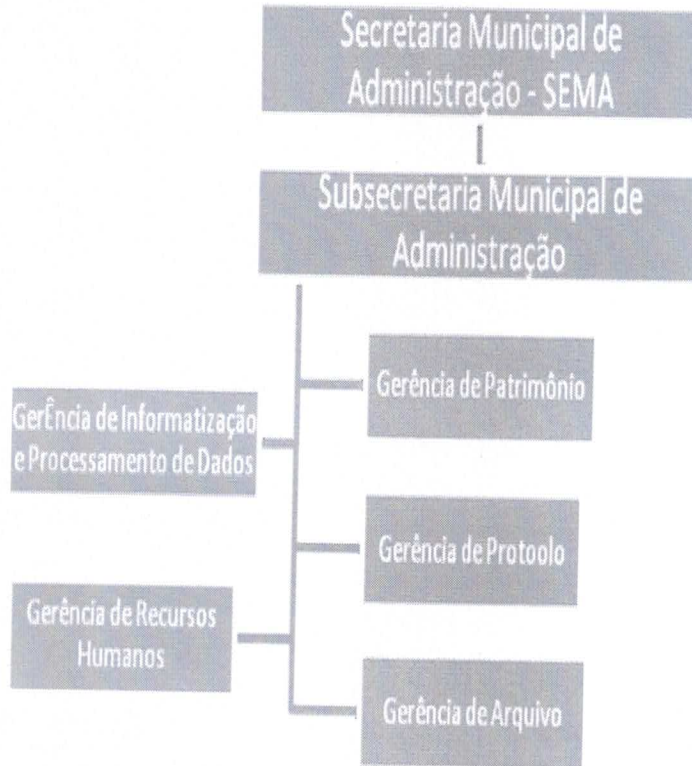 Secretaria Municipal de
Administração - SEMA
Subsecretaria Municipal de
Administração
Gerência de Patrimônio
GerÊncia de Informatização
e Processamento de Dados
Gerência de Protoolo
Gerência de Recursos
Humanos
Gerência de Arquivo